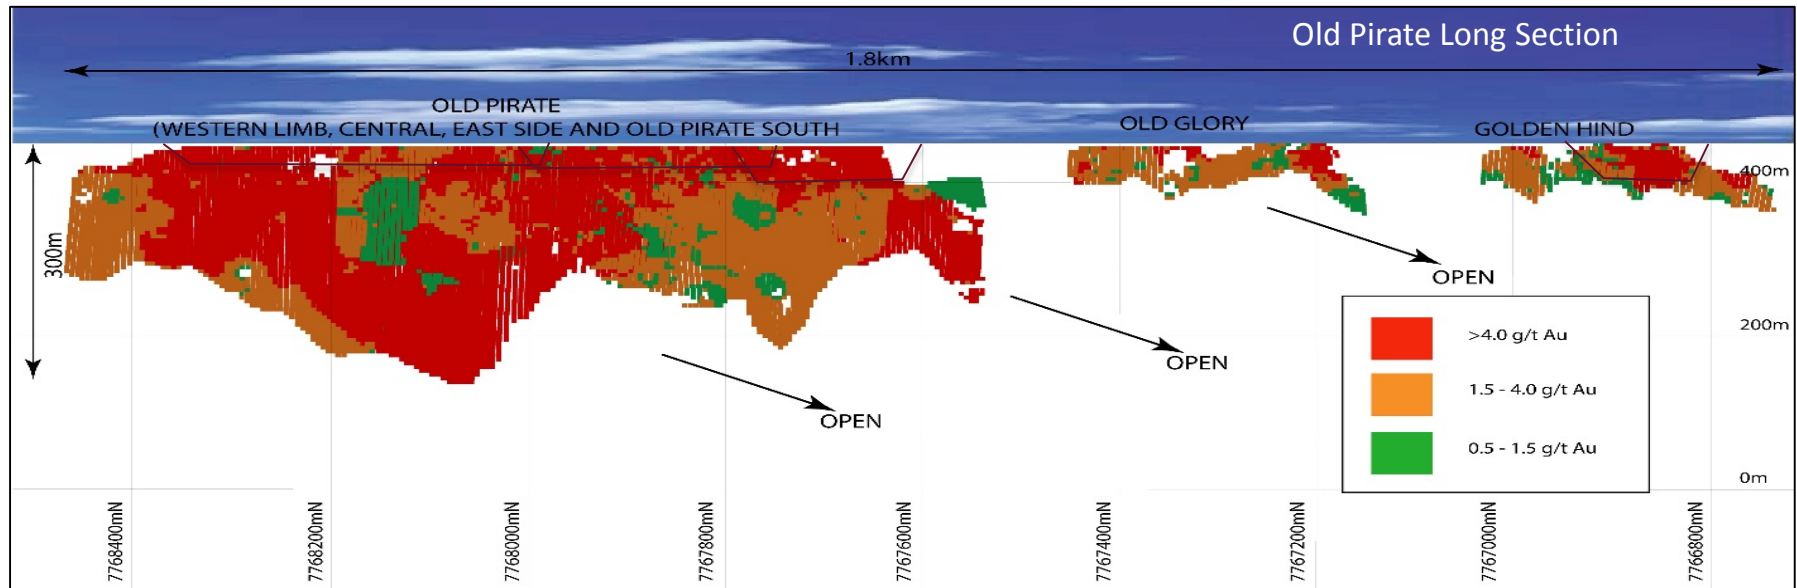 Old Pirate Long Section
1.8km
OLD PIRATE
(WESTERN LIMB, CENTRAL, EAST SIDE AND OLD PIRATE SOUTH
OLD GLORY
GOLDEN HIND
400m
300m
OPEN
OPEN
OPEN
>4.0 g/t Au
1.5 - 4.0 g/t Au
0.5 - 1.5 g/t Au
200m
0m
7768400mN
7768200mN
7768000mN
7767800mN
7767600mN
7767400mN
7767200mN
7767000mN
7766800mN